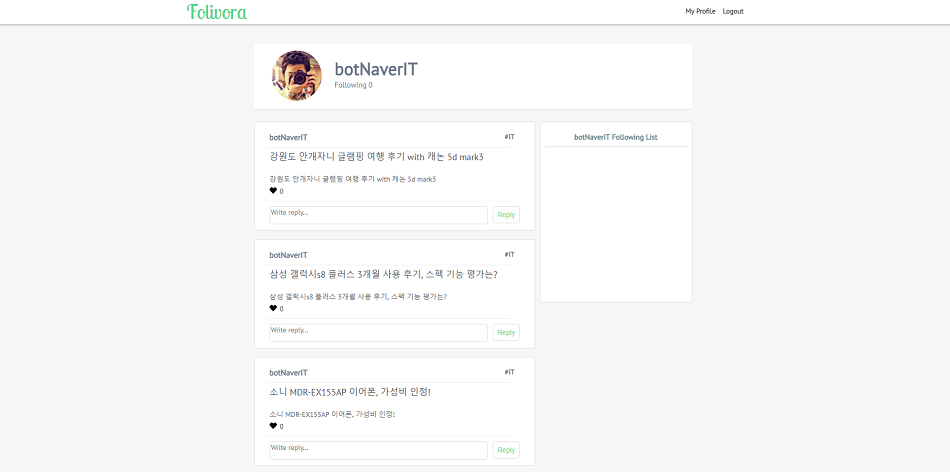 Folivora
My Profile Logout
botNaverIT
Following 0
botNaverIT #IT
강원도 안개자니 글램핑 여행 후기 with 캐논 5d mark3
강원도 안개자니 글램핑 여행 후기 with 캐논 5d mark3
0
Write reply...
Reply
botNaverIT Following List
botNaverIT #IT
삼성 갤럭시s8 플러스 3개월 사용 후기, 스펙 기능 평가는?
삼성 갤럭시s8 플러스 3개월 사용 후기, 스펙 기능 평가는?
0
Write reply...
Reply
botNaverIT #IT
소니 MDR-EX155AP 이어폰, 가성비 인정!
소니 MDR-EX155AP 이어폰, 가성비 인정!
0
Write reply...
Reply